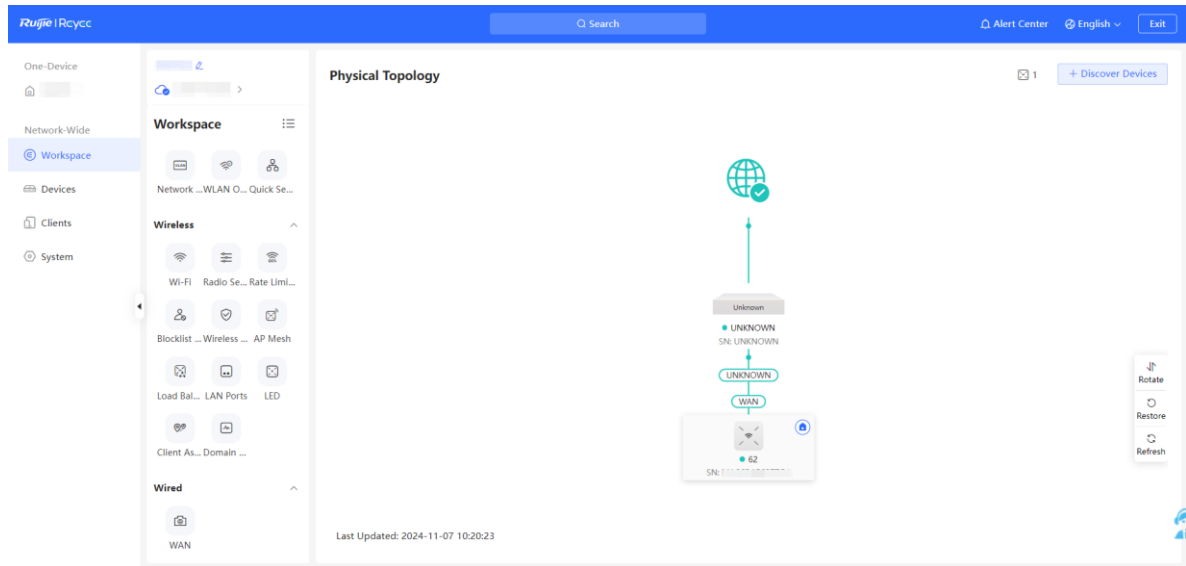 Ruijie | Rcycc
Search
Alert Center
English
Exit
One-Device
Network-Wide
Workspace
Devices
Clients
System
Workspace
Network ...
WLAN O...
Quick Se...
Wireless
Wi-Fi
Radio Se...
Rate Limi...
Blocklist ...
Wireless ...
AP Mesh
Load Bal...
LAN Ports
LED
Client As...
Domain ...
Wired
WAN
Physical Topology
1
+ Discover Devices
Unknown
UNKNOWN
SN: UNKNOWN
UNKNOWN
WAN
62
SN:
Rotate
Restore
Refresh
Last Updated: 2024-11-07 10:20:23